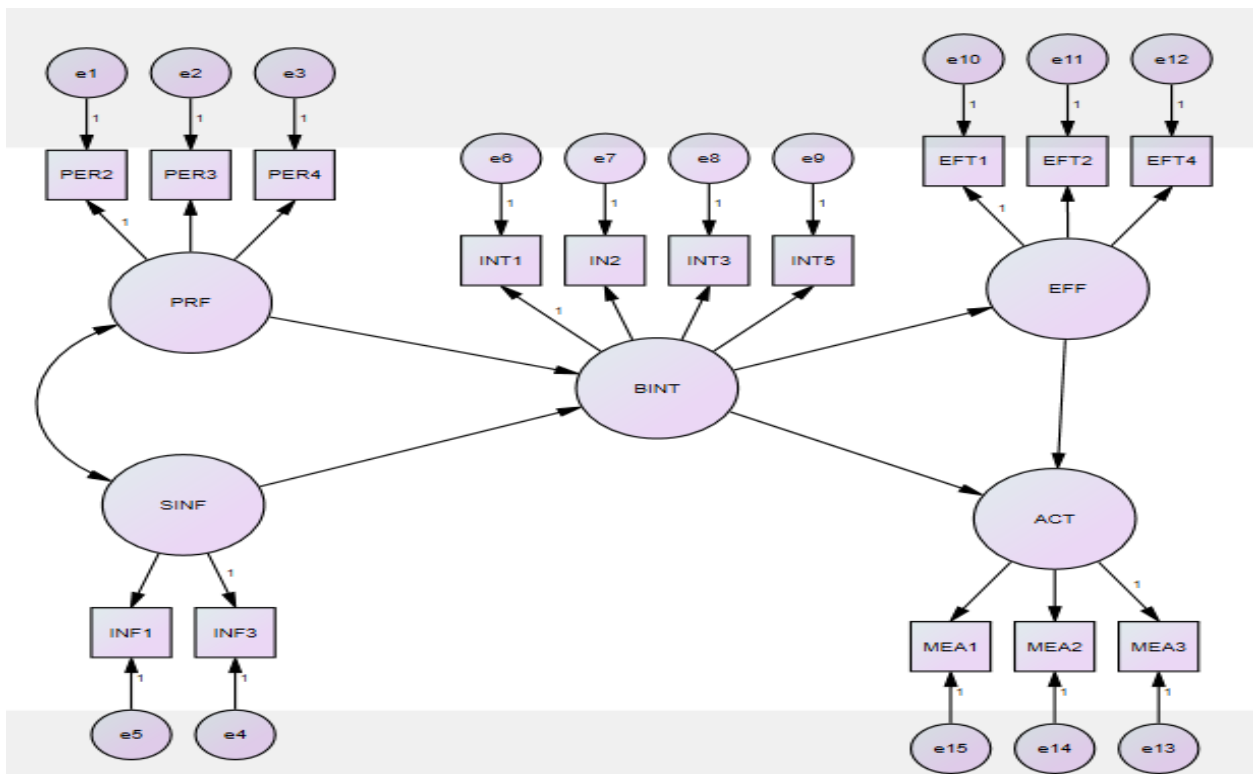 e1 e2 e3
1 1 1
PER2 PER3 PER4
1
PRF
e10 e11 e12
1 1 1
EFT1 EFT2 EFT4
1
EFF
e6 e7 e8 e9
1 1 1 1
INT1 IN2 INT3 INT5
1
BINT
SINF
1
INF1 INF3
1 1
e5 e4
ACT
1
MEA1 MEA2 MEA3
1 1 1
e15 e14 e13